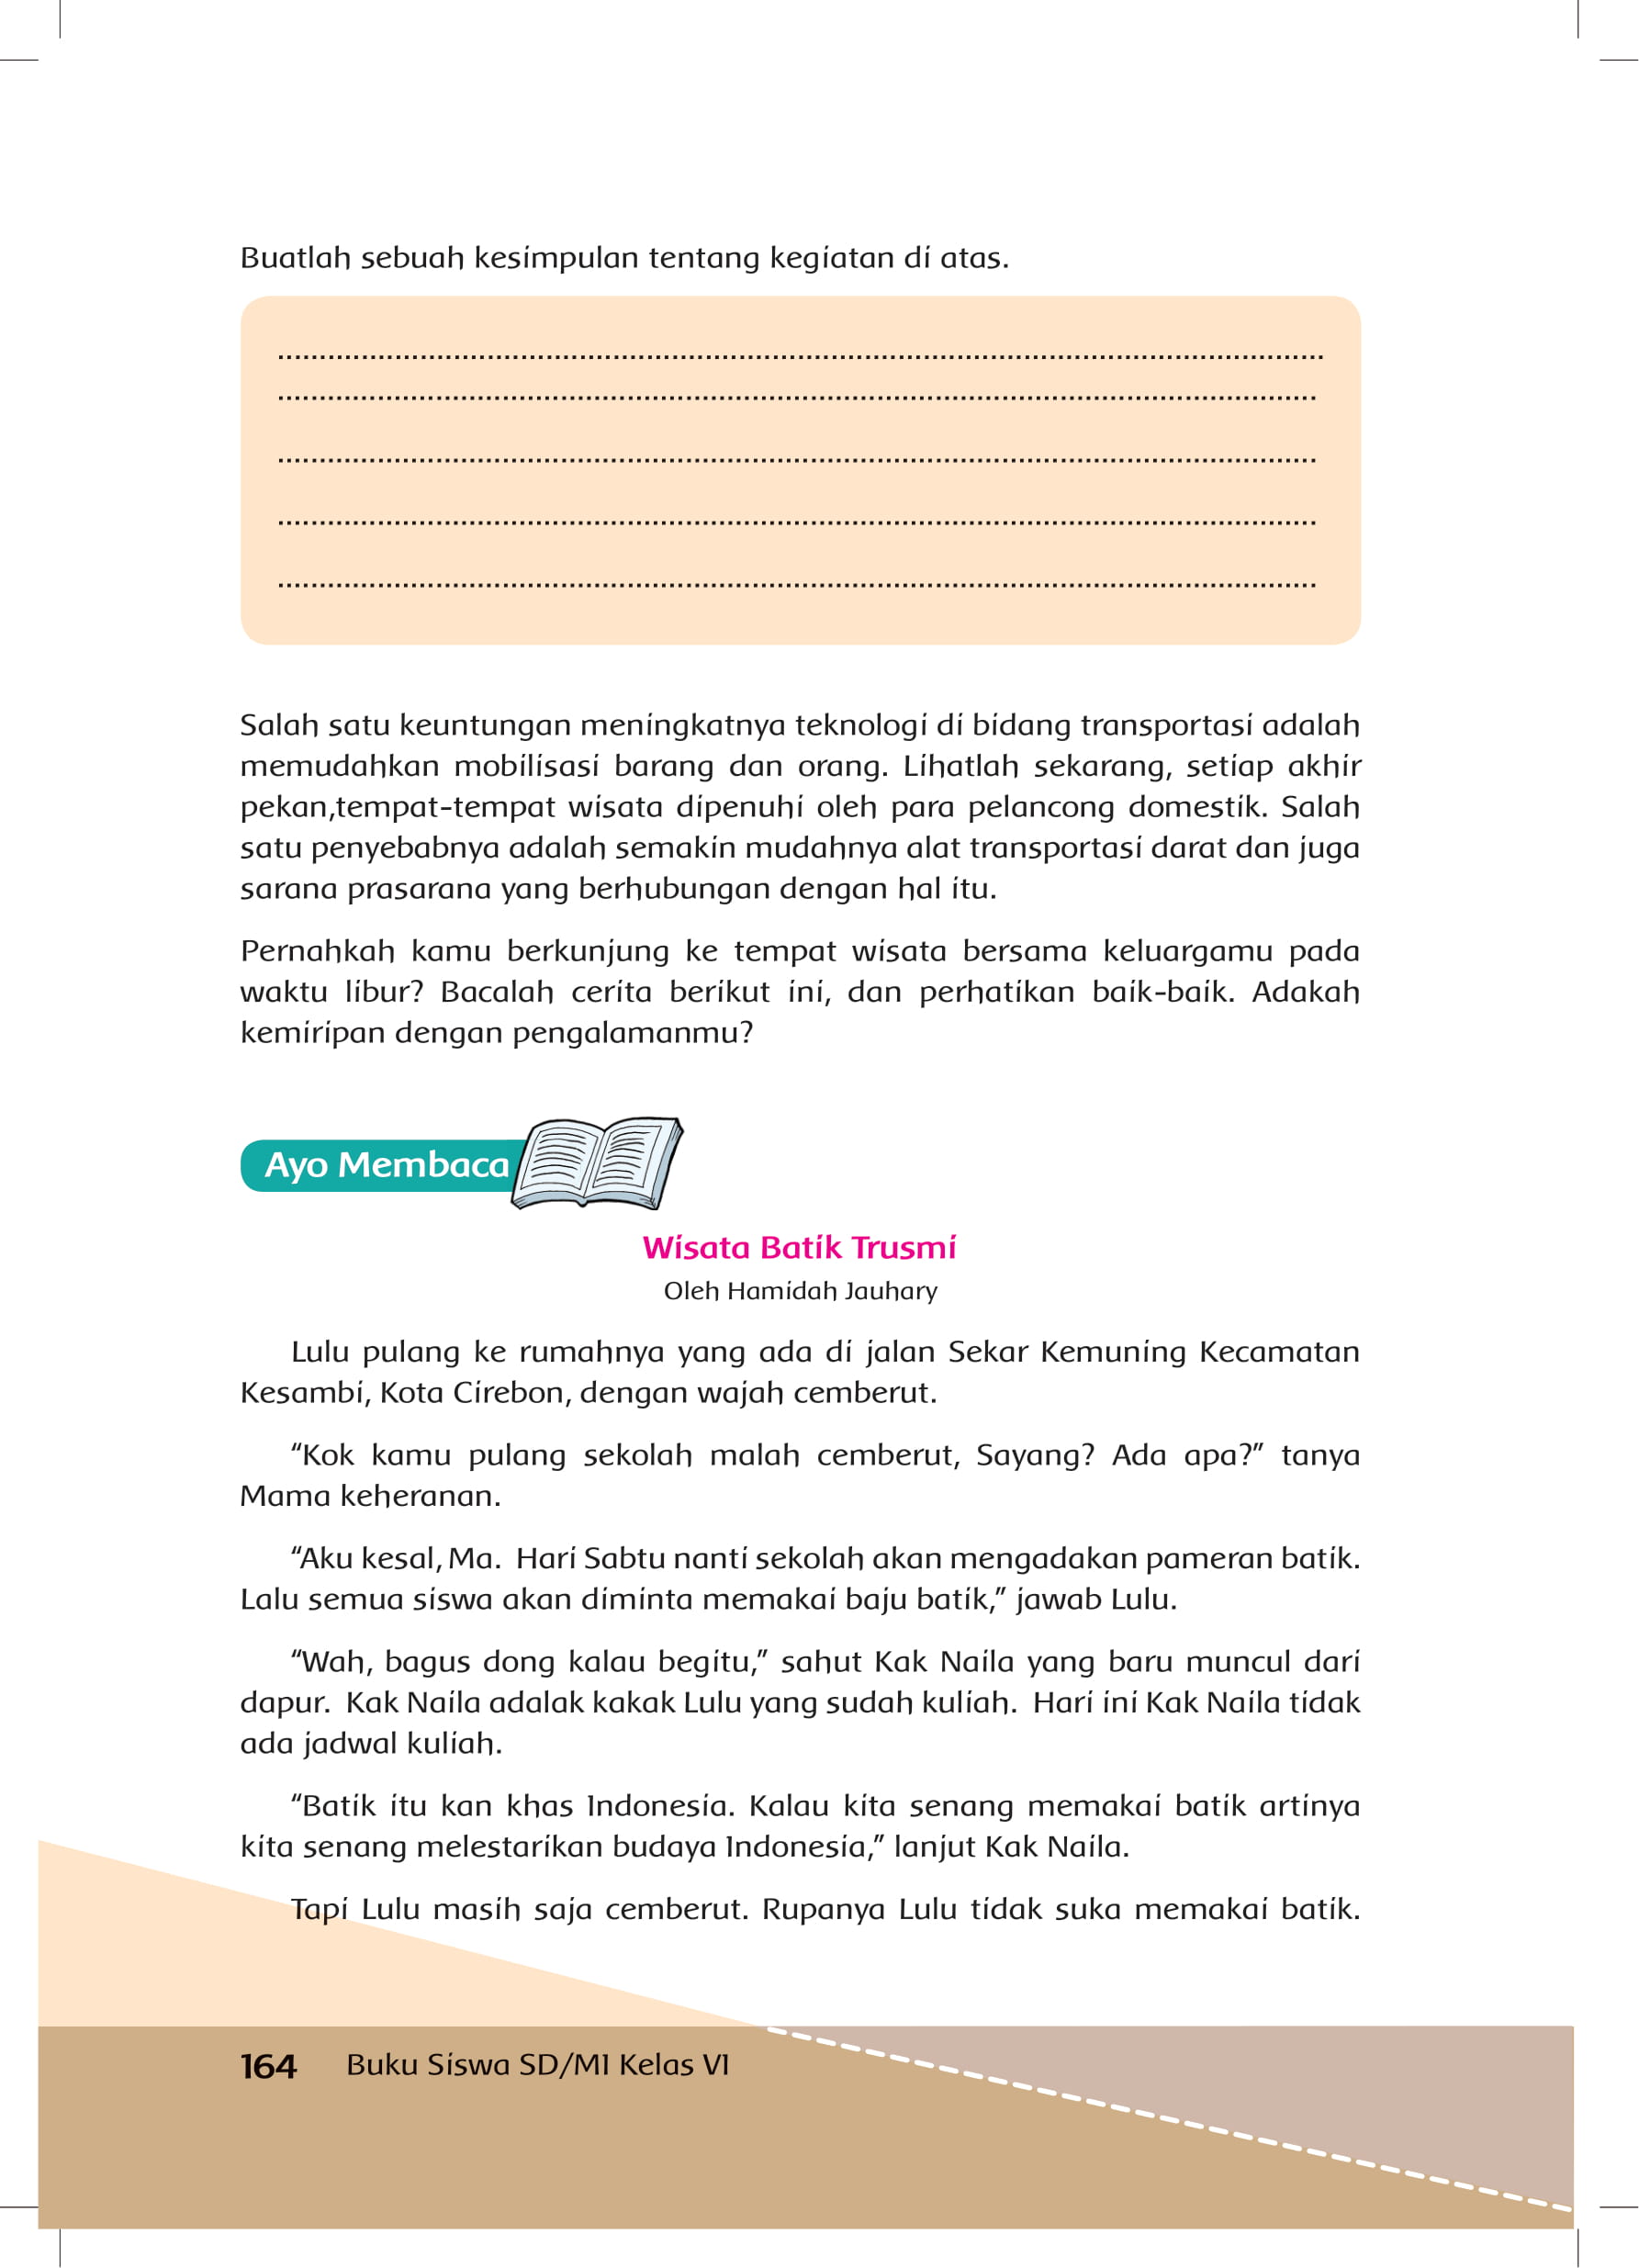 Buatlah sebuah kesimpulan tentang kegiatan di atas.
Salah satu keuntungan meningkatnya teknologi di bidang transportasi adalah
memudahkan mobilisasi barang dan orang. Lihatlah sekarang, setiap akhir
pekan,tempat-tempat wisata dipenuhi oleh para pelancong domestik. Salah
satu penyebabnya adalah semakin mudahnya alat transportasi darat dan juga
sarana prasarana yang berhubungan dengan hal itu.
Pernahkah kamu berkunjung ke tempat wisata bersama keluargamu pada
waktu libur? Bacalah cerita berikut ini, dan perhatikan baik-baik. Adakah
kemiripan dengan pengalamanmu?
Ayo Membaca
Wisata Batik Trusmi
Oleh Hamidah Jauhary
Lulu pulang ke rumahnya yang ada di jalan Sekar Kemuning Kecamatan
Kesambi, Kota Cirebon, dengan wajah cemberut.
“Kok kamu pulang sekolah malah cemberut, Sayang? Ada apa?” tanya
Mama keheranan.
“Aku kesal, Ma. Hari Sabtu nanti sekolah akan mengadakan pameran batik.
Lalu semua siswa akan diminta memakai baju batik,” jawab Lulu.
“Wah, bagus dong kalau begitu,” sahut Kak Naila yang baru muncul dari
dapur. Kak Naila adalak kakak Lulu yang sudah kuliah. Hari ini Kak Naila tidak
ada jadwal kuliah.
“Batik itu kan khas Indonesia. Kalau kita senang memakai batik artinya
kita senang melestarikan budaya Indonesia,” lanjut Kak Naila.
Tapi Lulu masih saja cemberut. Rupanya Lulu tidak suka memakai batik.
164 Buku Siswa SD/MI Kelas VI